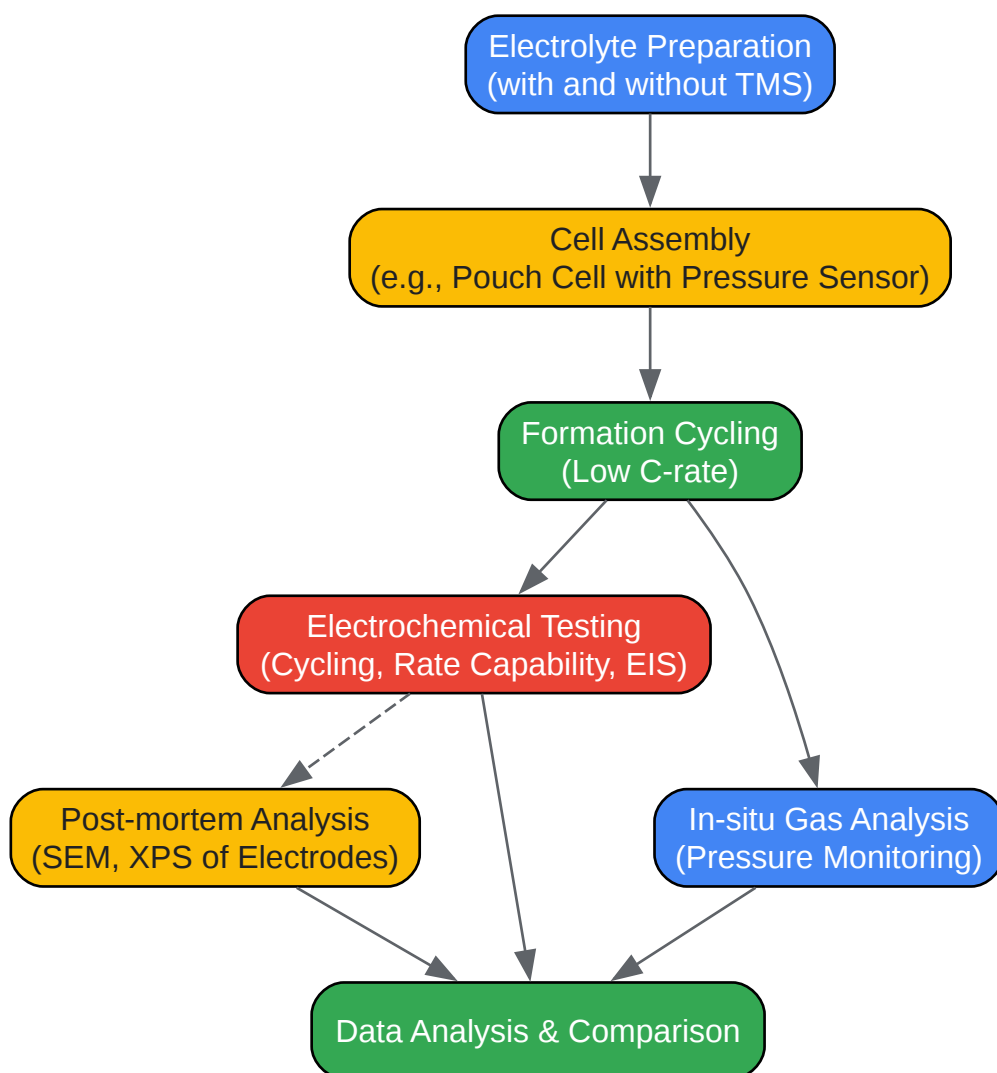 Electrolyte Preparation
(with and without TMS)
Cell Assembly
(e.g., Pouch Cell with Pressure Sensor)
Formation Cycling
(Low C-rate)
Electrochemical Testing
(Cycling, Rate Capability, EIS)
Post-mortem Analysis
(SEM, XPS of Electrodes)
In-situ Gas Analysis
(Pressure Monitoring)
Data Analysis & Comparison